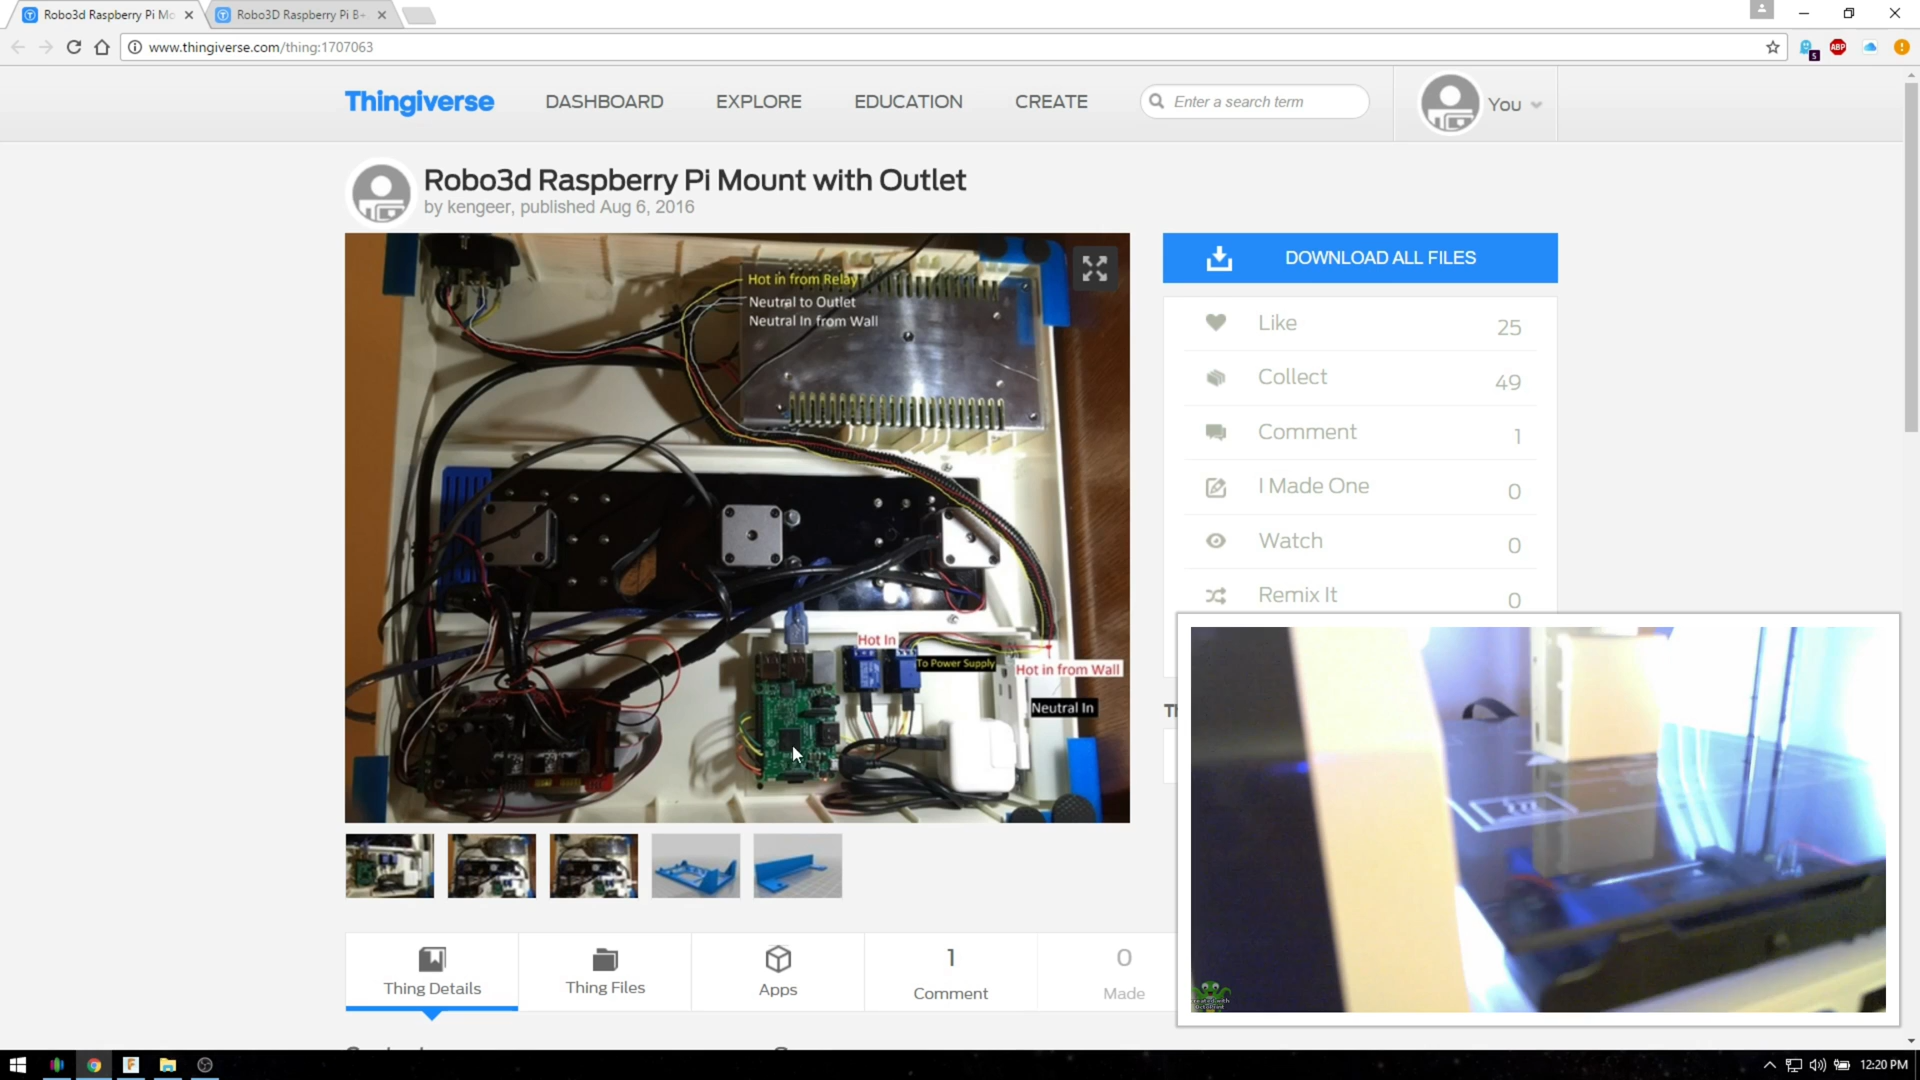 Robo3d Raspberry Pi Mo
Robo3D Raspberry Pi B+
www.thingiverse.com/thing:1707063
ABP
5
Thingiverse
DASHBOARD
EXPLORE
EDUCATION
CREATE
Enter a search term
You
Robo3d Raspberry Pi Mount with Outlet
by kengeer, published Aug 6, 2016
DOWNLOAD ALL FILES
Hot in from Relay
Neutral to Outlet
Neutral In from Wall
Hot In
To Power Supply
Hot in from Wall
Neutral In
Like
25
Collect
49
Comment
1
I Made One
0
Watch
0
Remix It
0
Thing Details
Thing Files
Apps
1
Comment
0
Made
12:20 PM